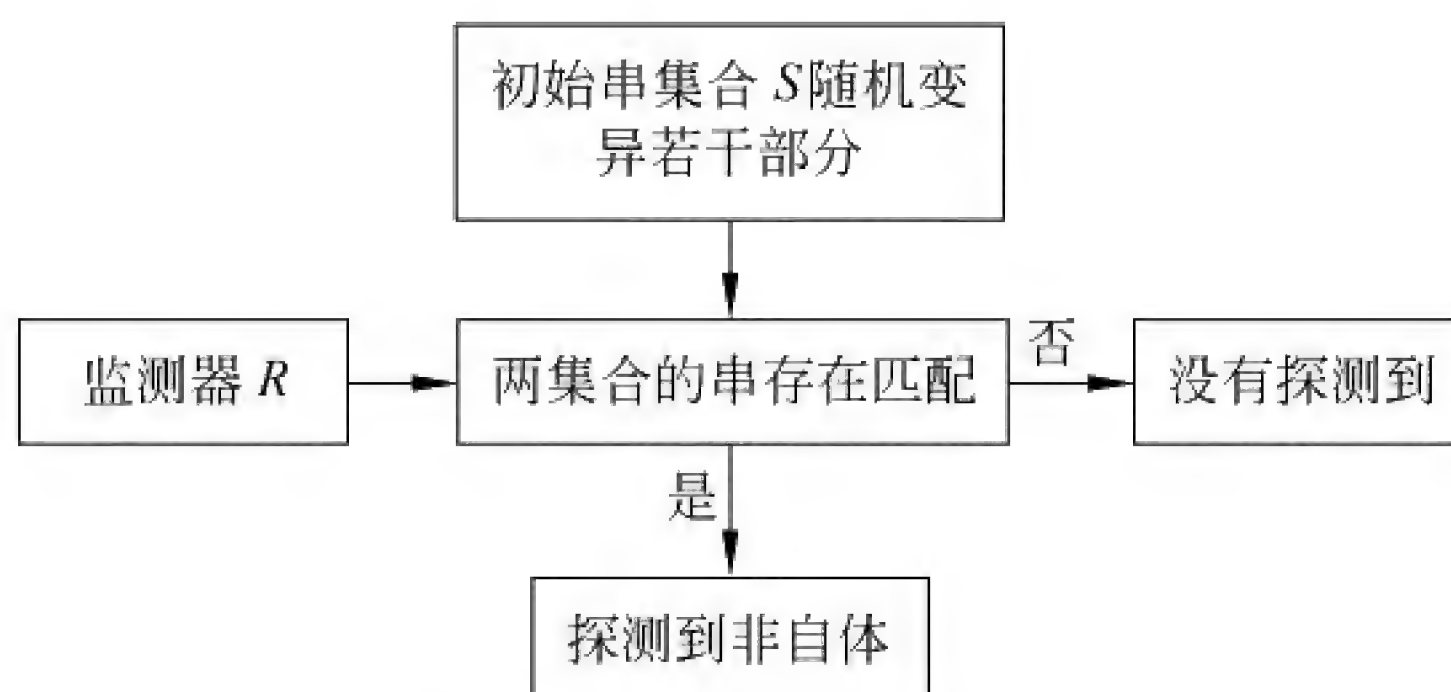 初始串集合 S随机变
异若干部分
监测器 R
两集合的串存在匹配
否
没有探测到
是
探测到非自体